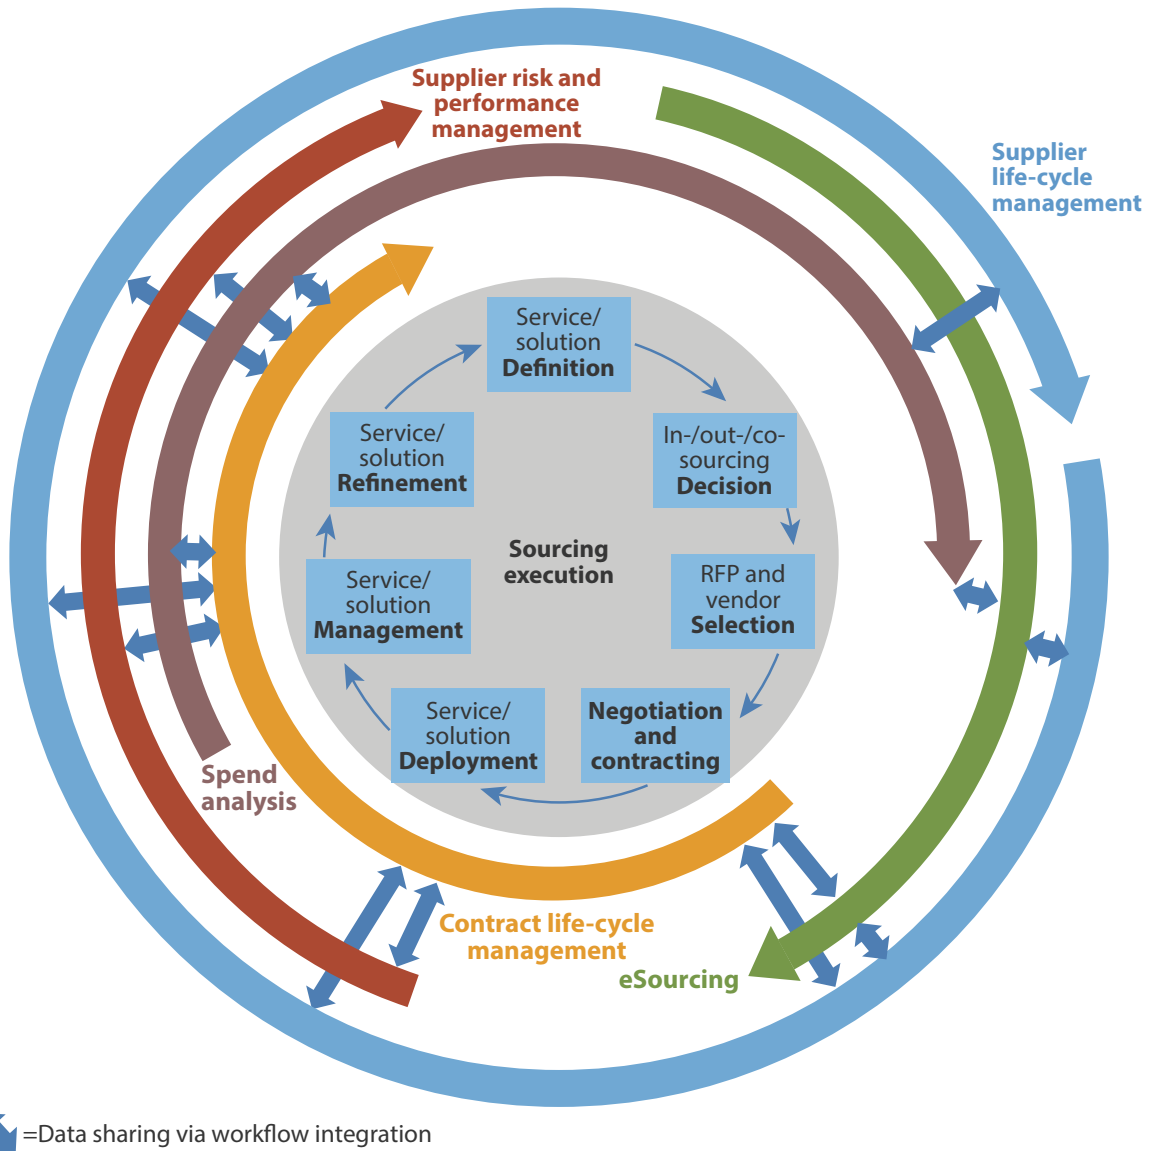 Supplier risk and
performance
management
Supplier
life-cycle
management
Service/
solution
Definition
In-/out-/co-
sourcing
Decision
RFP and
vendor
Selection
Negotiation
and
contracting
Service/
solution
Deployment
Service/
solution
Management
Service/
solution
Refinement
Sourcing
execution
Spend
analysis
Contract life-cycle
management
eSourcing
=Data sharing via workflow integration